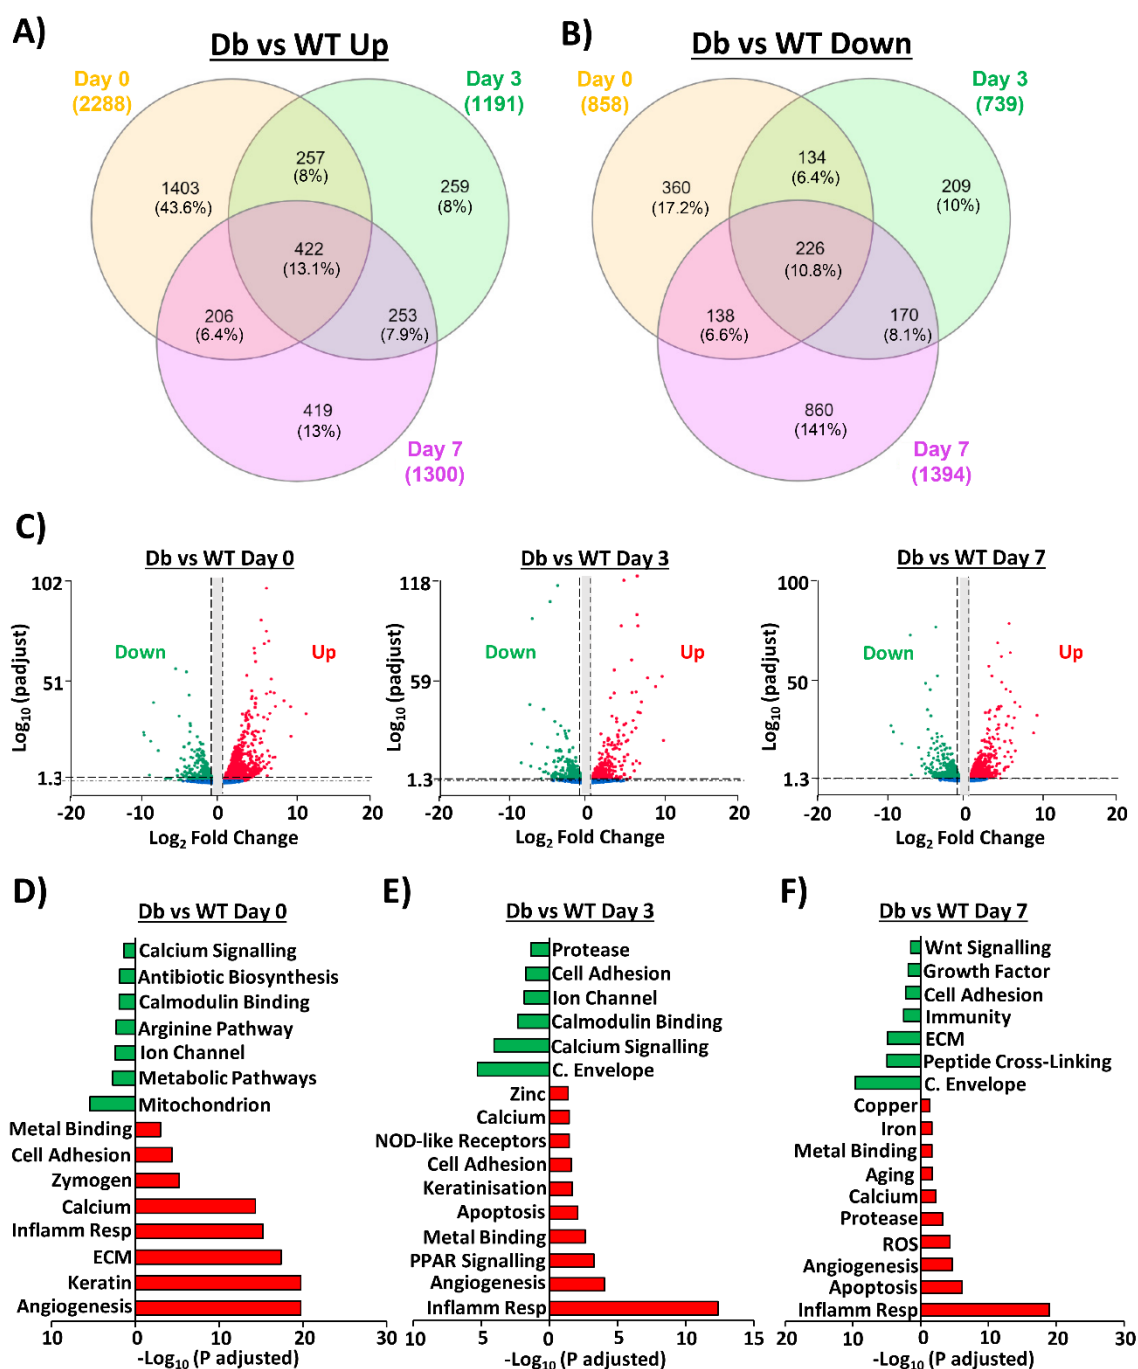 A)
Db vs WT Up
Day 0
(2288)
Day 3
(1191)
257
(8%)
1403
(43.6%)
259
(8%)
422
(13.1%)
206
(6.4%)
253
(7.9%)
419
(13%)
Day 7
(1300)
B)
Db vs WT Down
Day 0
(858)
Day 3
(739)
134
(6.4%)
360
(17.2%)
209
(10%)
226
(10.8%)
138
(6.6%)
170
(8.1%)
860
(141%)
Day 7
(1394)
C)
Db vs WT Day 0
102
51
1.3
Log10 (padjust)
Down
Up
-20
-10
0
10
20
Log2 Fold Change
Db vs WT Day 3
118
59
1.3
Log10 (padjust)
Down
Up
-20
-10
0
10
20
Log2 Fold Change
Db vs WT Day 7
100
50
1.3
Log10 (padjust)
Down
Up
-20
-10
0
10
20
Log2 Fold Change
D)
Db vs WT Day 0
Calcium Signalling
Antibiotic Biosynthesis
Calmodulin Binding
Arginine Pathway
Ion Channel
Metabolic Pathways
Mitochondrion
Metal Binding
Cell Adhesion
Zymogen
Calcium
Inflamm Resp
ECM
Keratin
Angiogenesis
10 0 10 20 30
-Log10 (P adjusted)
E)
Db vs WT Day 3
Protease
Cell Adhesion
Ion Channel
Calmodulin Binding
Calcium Signalling
C. Envelope
Zinc
Calcium
NOD-like Receptors
Cell Adhesion
Keratinisation
Apoptosis
Metal Binding
PPAR Signalling
Angiogenesis
Inflamm Resp
10 5 0 5 10 15
-Log10 (P adjusted)
F)
Db vs WT Day 7
Wnt Signalling
Growth Factor
Cell Adhesion
Immunity
ECM
Peptide Cross-Linking
C. Envelope
Copper
Iron
Metal Binding
Aging
Calcium
Protease
ROS
Angiogenesis
Apoptosis
Inflamm Resp
20 10 0 10 20 30
-Log10 (P adjusted)